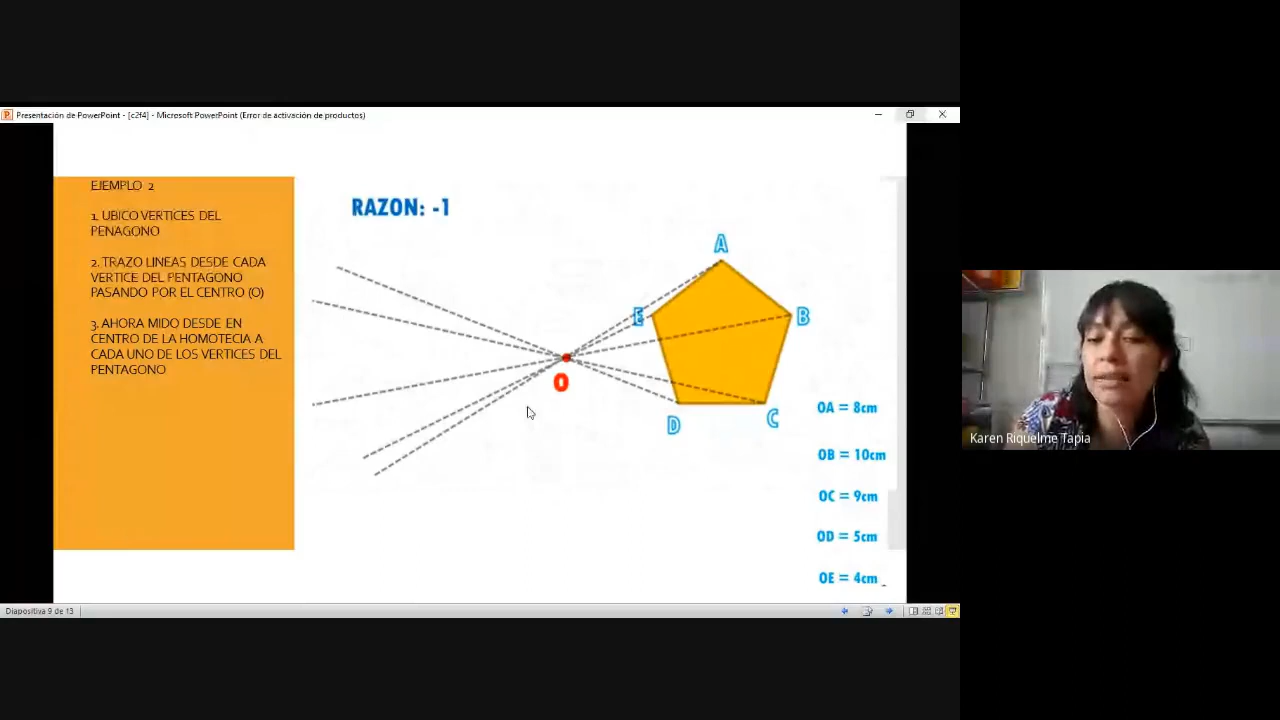 Presentación de PowerPoint - [c2f4] - Microsoft PowerPoint (Error de activación de productos)
EJEMPLO 2
1. UBICO VERTICES DEL
PENAGONO
2. TRAZO LINEAS DESDE CADA
VERTICE DEL PENTAGONO
PASANDO POR EL CENTRO (O)
3. AHORA MIDO DESDE EN
CENTRO DE LA HOMOTECIA A
CADA UNO DE LOS VERTICES DEL
PENTAGONO
RAZON: -1
A
E
B
O
D
C
OA = 8cm
OB = 10cm
OC = 9cm
OD = 5cm
OE = 4cm
Karen Riquelme Tapia
Diapositiva 9 de 13